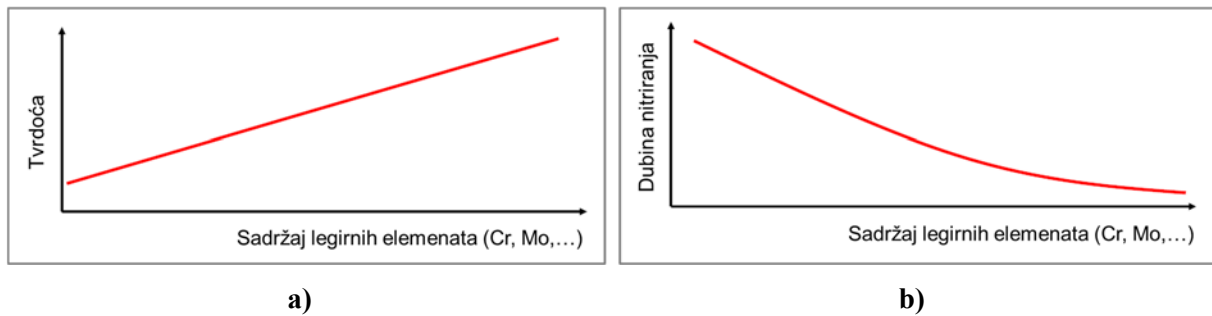 Tvrdoća
Sadržaj legirnih elemenata (Cr, Mo,...)
a)
Dubina nitriranja
Sadržaj legirnih elemenata (Cr, Mo,...)
b)